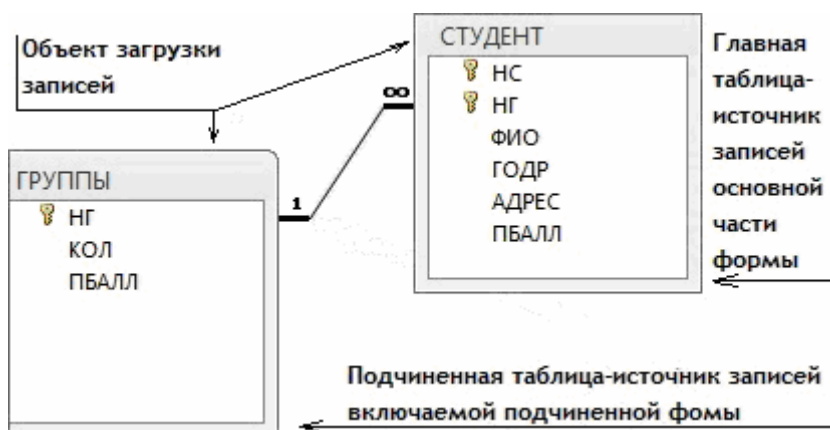 Объект загрузки
записей
СТУДЕНТ
НС
НГ
ФИО
ГОДР
АДРЕС
ПБАЛЛ
Главная
таблица-
источник
записей
основной
части
формы
∞
1
ГРУППЫ
НГ
КОЛ
ПБАЛЛ
Подчиненная таблица-источник записей
включаемой подчиненной фомы